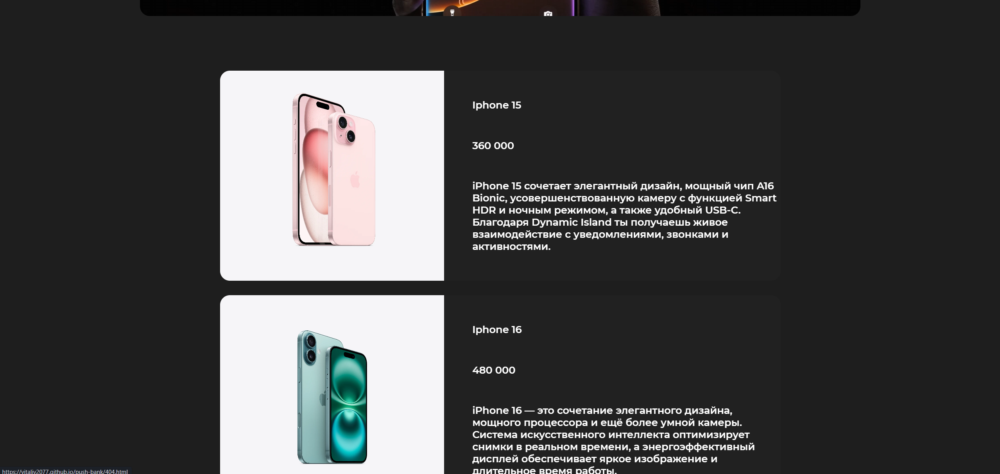 Iphone 15
360 000
iPhone 15 сочетает элегантный дизайн, мощный чип A16
Bionic, усовершенствованную камеру с функцией Smart
HDR и ночным режимом, а также удобный USB-C.
Благодаря Dynamic Island ты получаешь живое
взаимодействие с уведомлениями, звонками и
активностями.
Iphone 16
480 000
iPhone 16 — это сочетание элегантного дизайна,
мощного процессора и ещё более умной камеры.
Система искусственного интеллекта оптимизирует
снимки в реальном времени, а энергоэффективный
дисплей обеспечивает яркое изображение и
длительное время работы.
https://vitaliy2077.github.io/push-bank/404.html